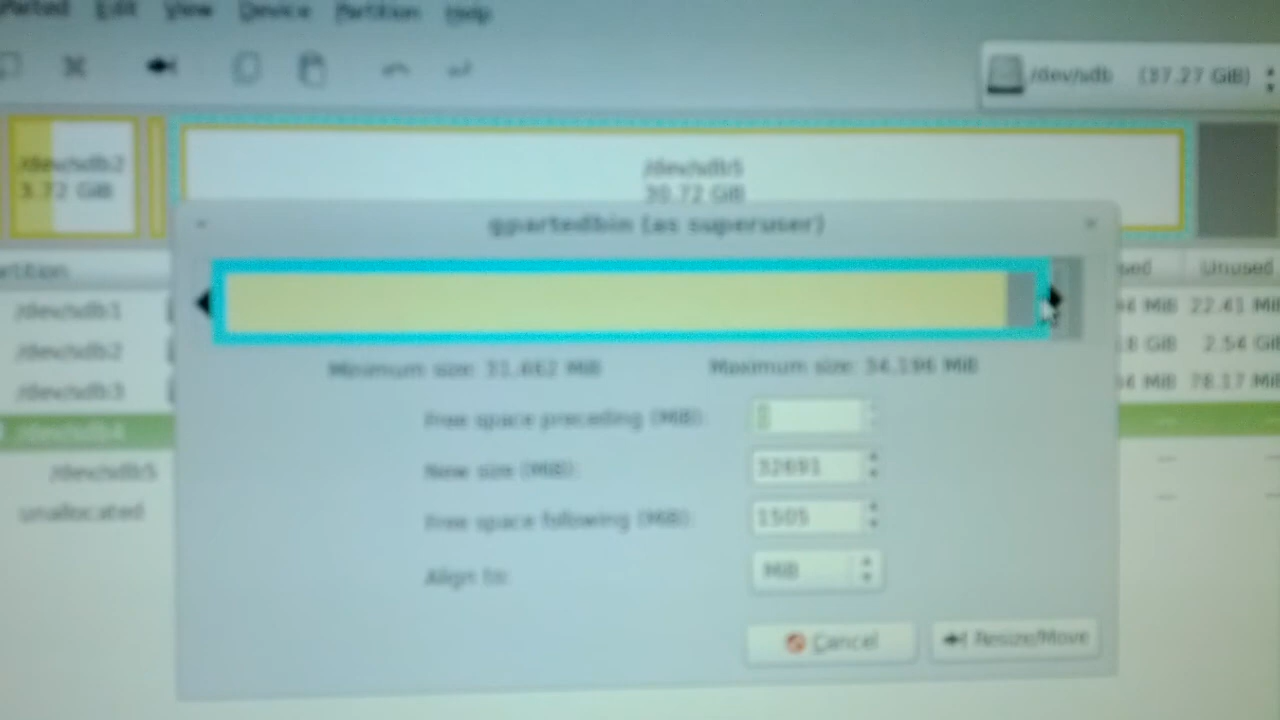 Edit View Device Partition Help
/dev/sdb (37.27 GiB)
/dev/sdb2
3.72 GiB
/dev/sdb5
30.72 GiB
gpartedbin (as superuser)
Unused
/dev/sdb1
22.41 MiB
/dev/sdb2
GiB 2.54 GiB
/dev/sdb3
MiB 78.17 MiB
/dev/sdb4
/dev/sdb5
unallocated
Minimum size: 31,462 MiB Maximum size: 34,196 MiB
Free space preceding (MiB):
New size (MiB): 32691
Free space following (MiB): 1505
Align to: MiB
Cancel Resize/Move